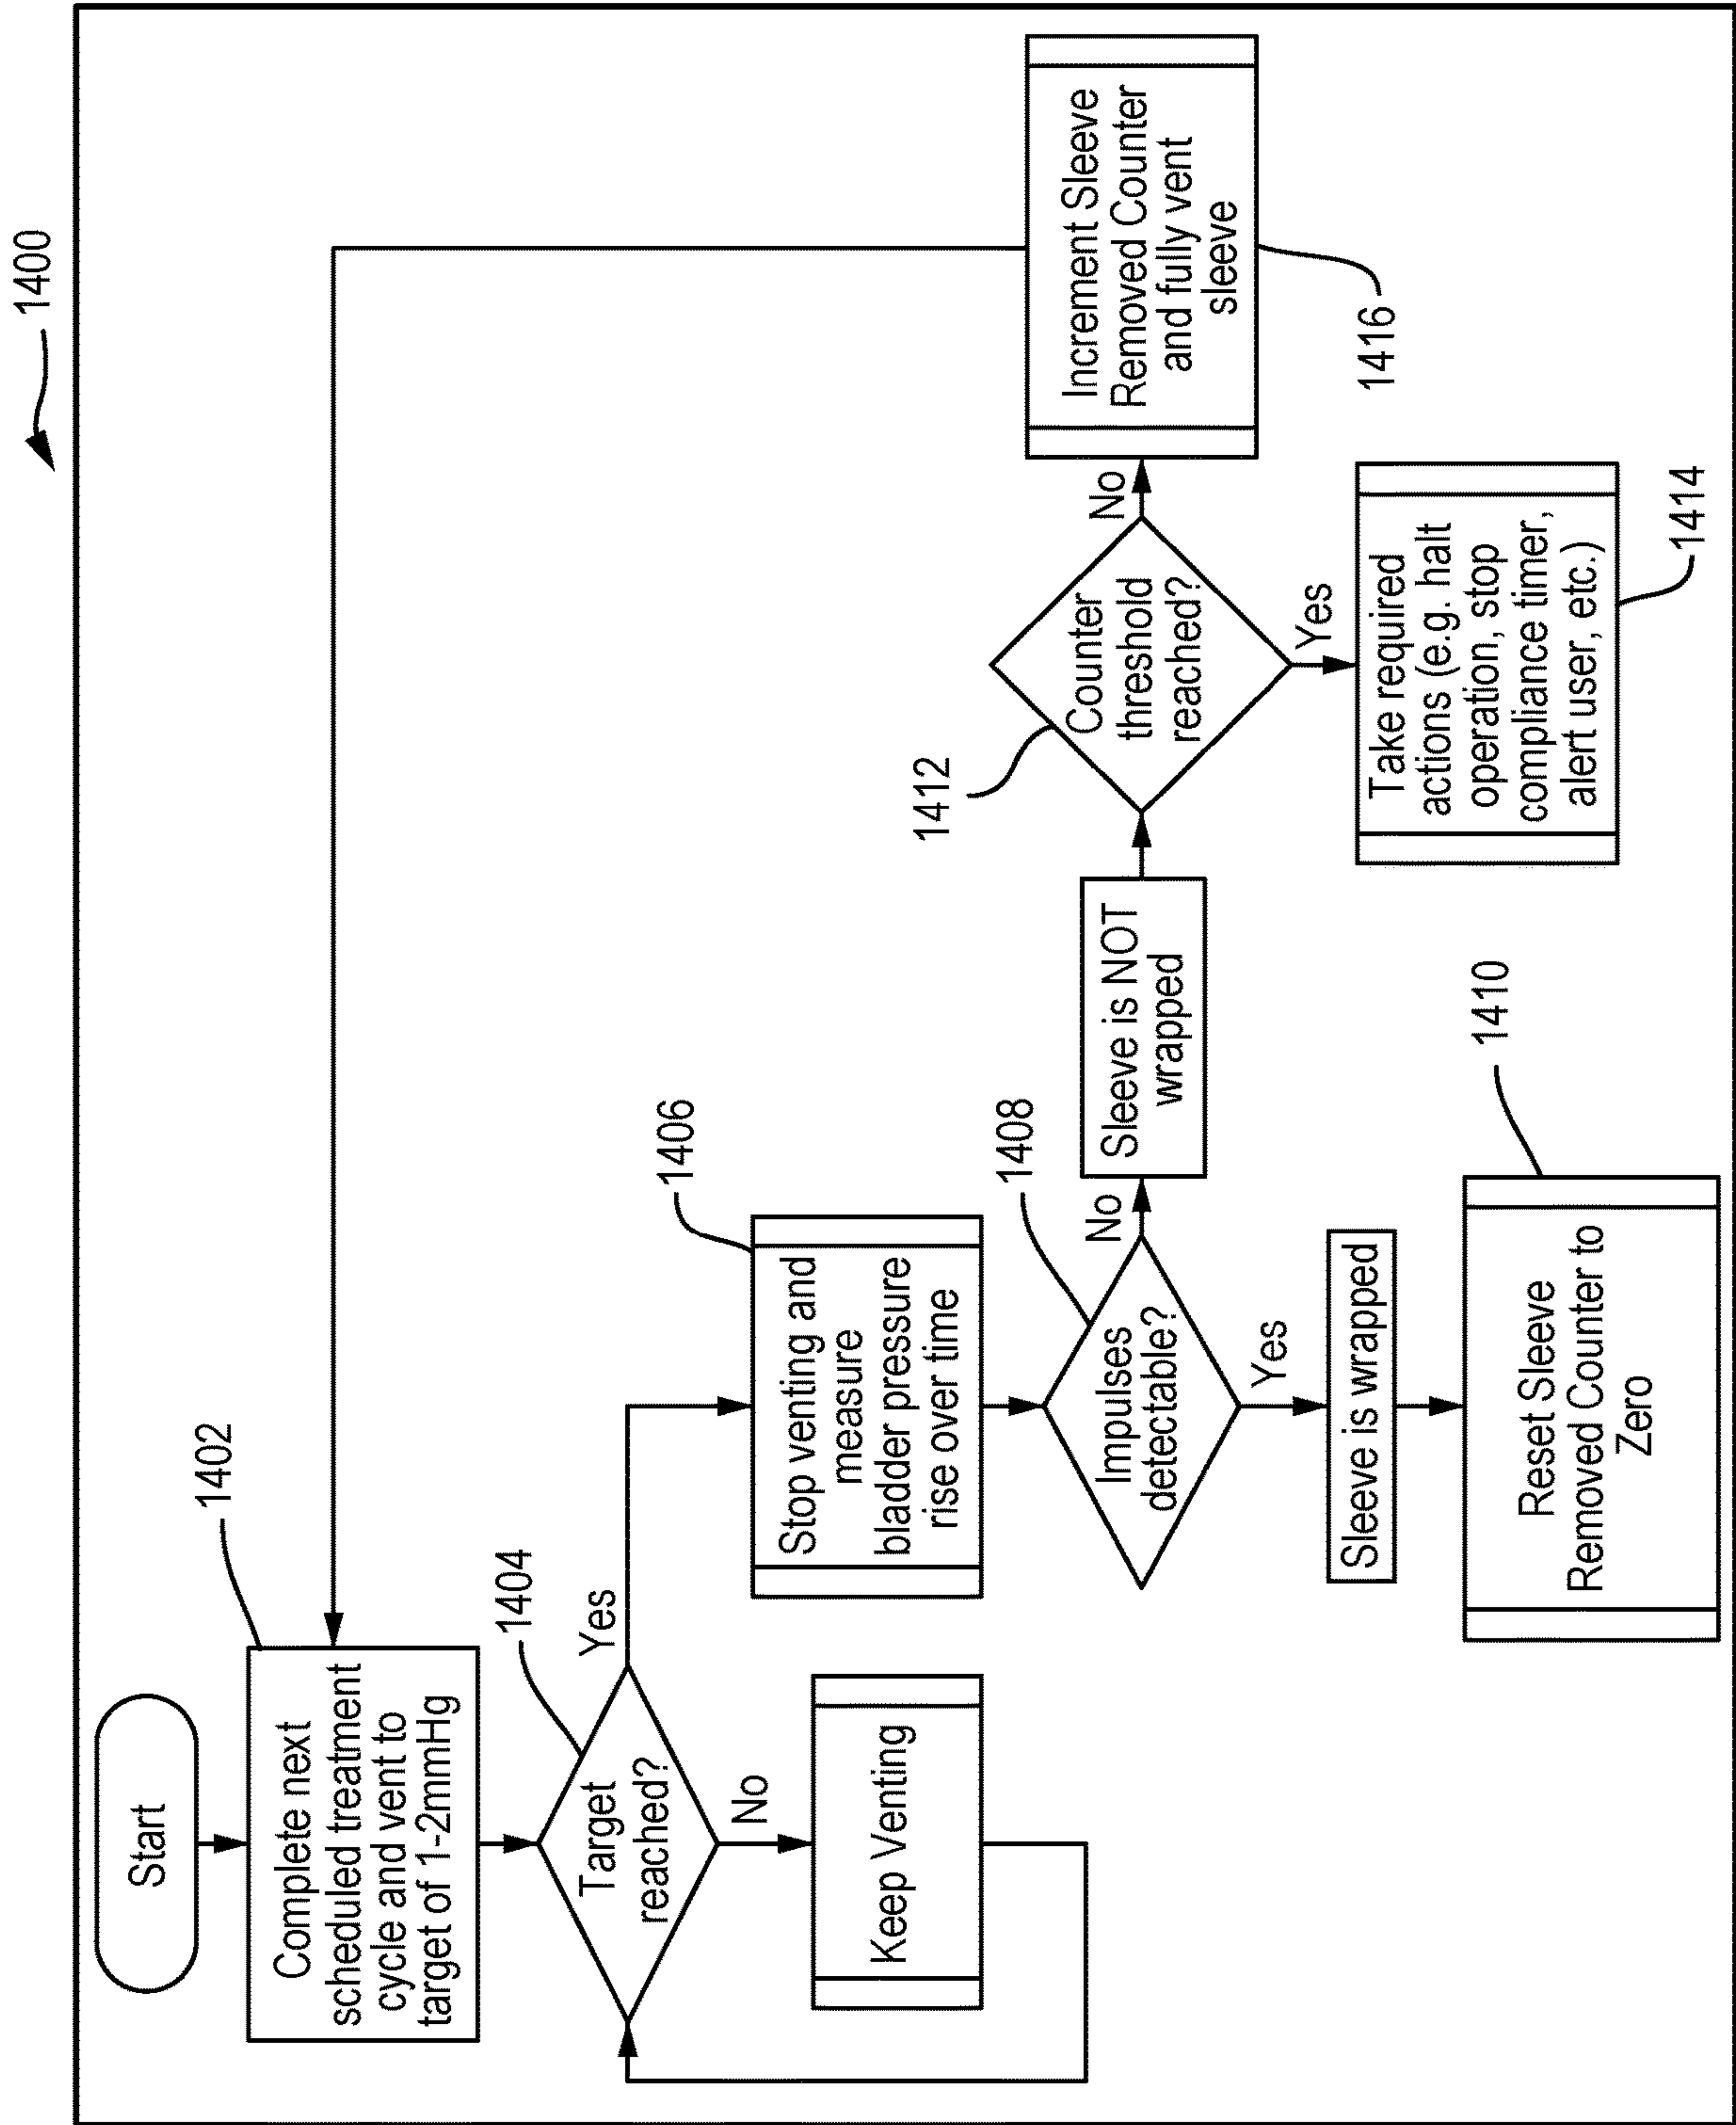 1400
Start
1402
Complete next
scheduled treatment
cycle and vent to
target of 1-2mmHg
1404
Target
reached?
Yes
No
Keep Venting
1406
Stop venting and
measure
bladder pressure
rise over time
1408
Impulses
detectable?
No
Yes
Sleeve is wrapped
1410
Reset Sleeve
Removed Counter to
Zero
Sleeve is NOT
wrapped
1412
Counter
threshold
reached?
No
Yes
Take required
actions (e.g. halt
operation, stop
compliance timer,
alert user, etc.)
1414
Increment Sleeve
Removed Counter
and fully vent
sleeve
1416